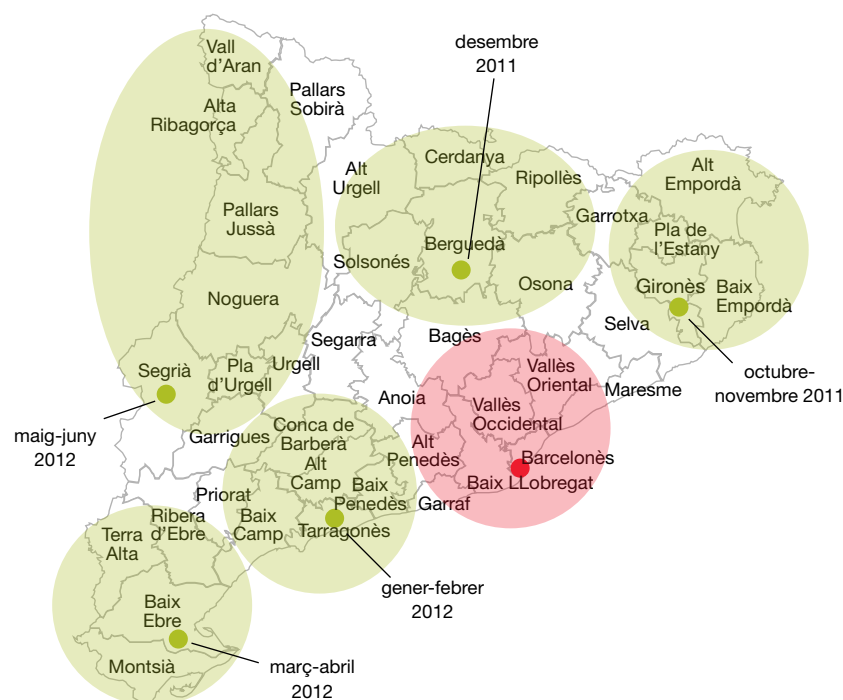 desembre
2011
Vall
d'Aran
Pallars
Sobirà
Alta
Ribagorça
Cerdanya
Alt
Urgell
Ripollès
Alt
Empordà
Pallars
Jussà
Garrotxa
Pla de
l'Estany
Berguedà
Solsonés
Osona
Gironès
Baix
Empordà
Noguera
Selva
Segarra
Bagès
Segrià
Pla
d'Urgell
Urgell
Vallès
Oriental
Maresme
octubre-
novembre 2011
Anoia
Vallès
Occidental
maig-juny
2012
Garrigues
Conca de
Barberà
Alt
Camp
Alt
Penedès
Barcelonès
Baix LLobregat
Baix
Penedès
Garraf
Priorat
Baix
Camp
Tarragonès
Ribera
d'Ebre
Terra
Alta
gener-febrer
2012
Baix
Ebre
Montsià
març-abril
2012